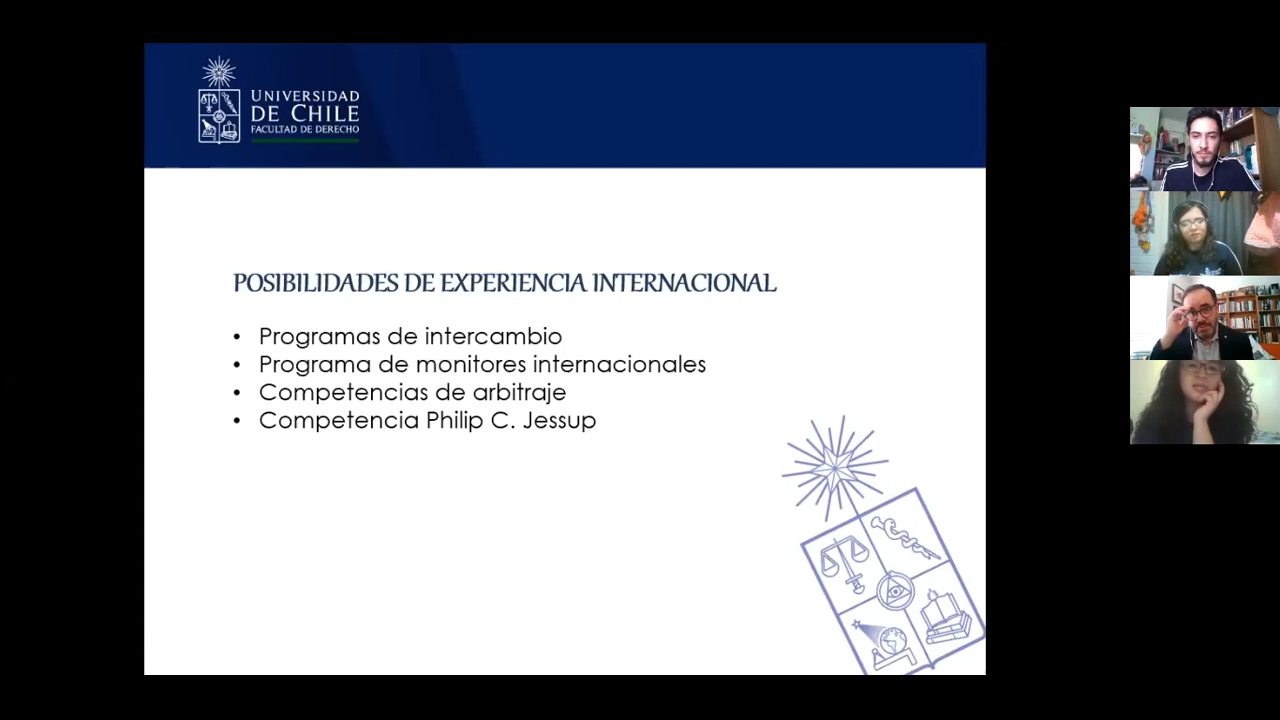 UNIVERSIDAD
DE CHILE
FACULTAD DE DERECHO
POSIBILIDADES DE EXPERIENCIA INTERNACIONAL
• Programas de intercambio
• Programa de monitores internacionales
• Competencias de arbitraje
• Competencia Philip C. Jessup